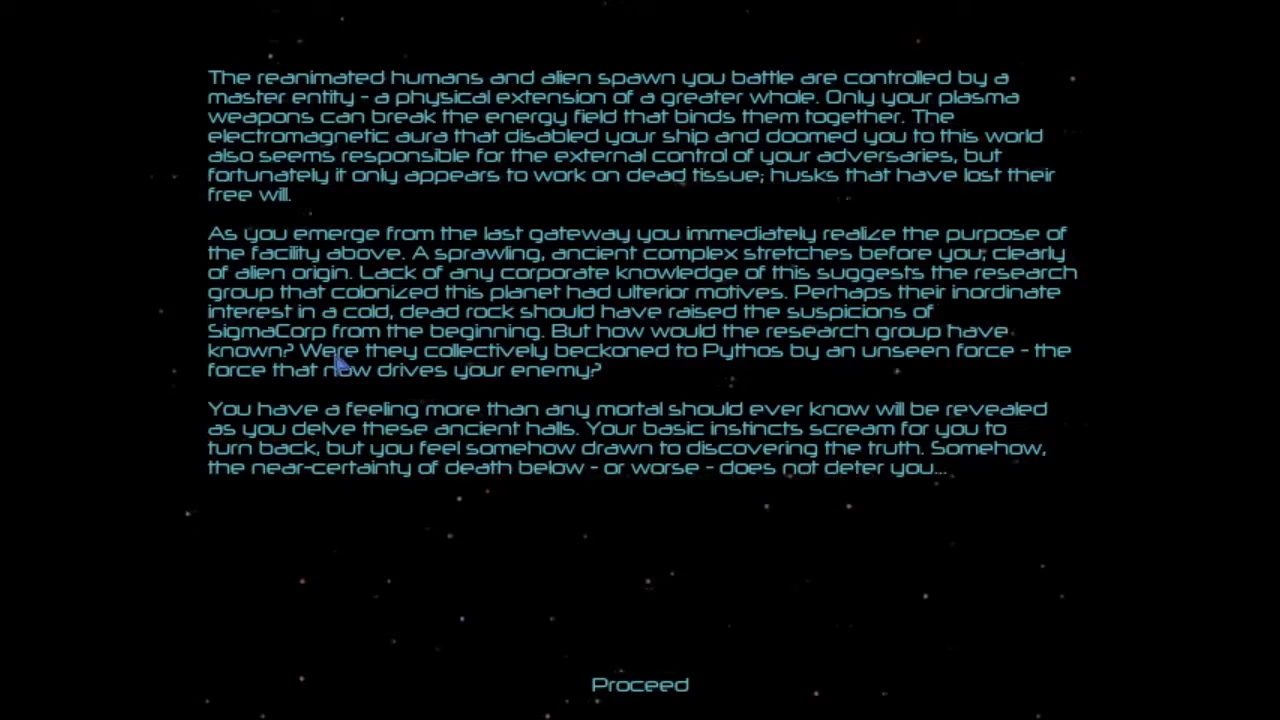 The reanimated humans and alien spawn you battle are controlled by a
master entity - a physical extension of a greater whole. Only your plasma
weapons can break the energy field that binds them together. The
electromagnetic aura that disabled your ship and doomed you to this world
also seems responsible for the external control of your adversaries, but
fortunately it only appears to work on dead tissue; husks that have lost their
free will.
As you emerge from the last gateway you immediately realize the purpose of
the facility above. A sprawling, ancient complex stretches before you, clearly
of alien origin. Lack of any corporate knowledge of this suggests the research
group that colonized this planet had ulterior motives. Perhaps their inordinate
interest in a cold, dead rock should have raised the suspicions of
SigmaCorp from the beginning. But how would the research group have
known? Were they collectively beckoned to Pythos by an unseen force - the
force that now drives your enemy?
You have a feeling more than any mortal should ever know will be revealed
as you delve these ancient halls. Your basic instincts scream for you to
turn back, but you feel somehow drawn to discovering the truth. Somehow,
the near-certainty of death below - or worse - does not deter you...
Proceed